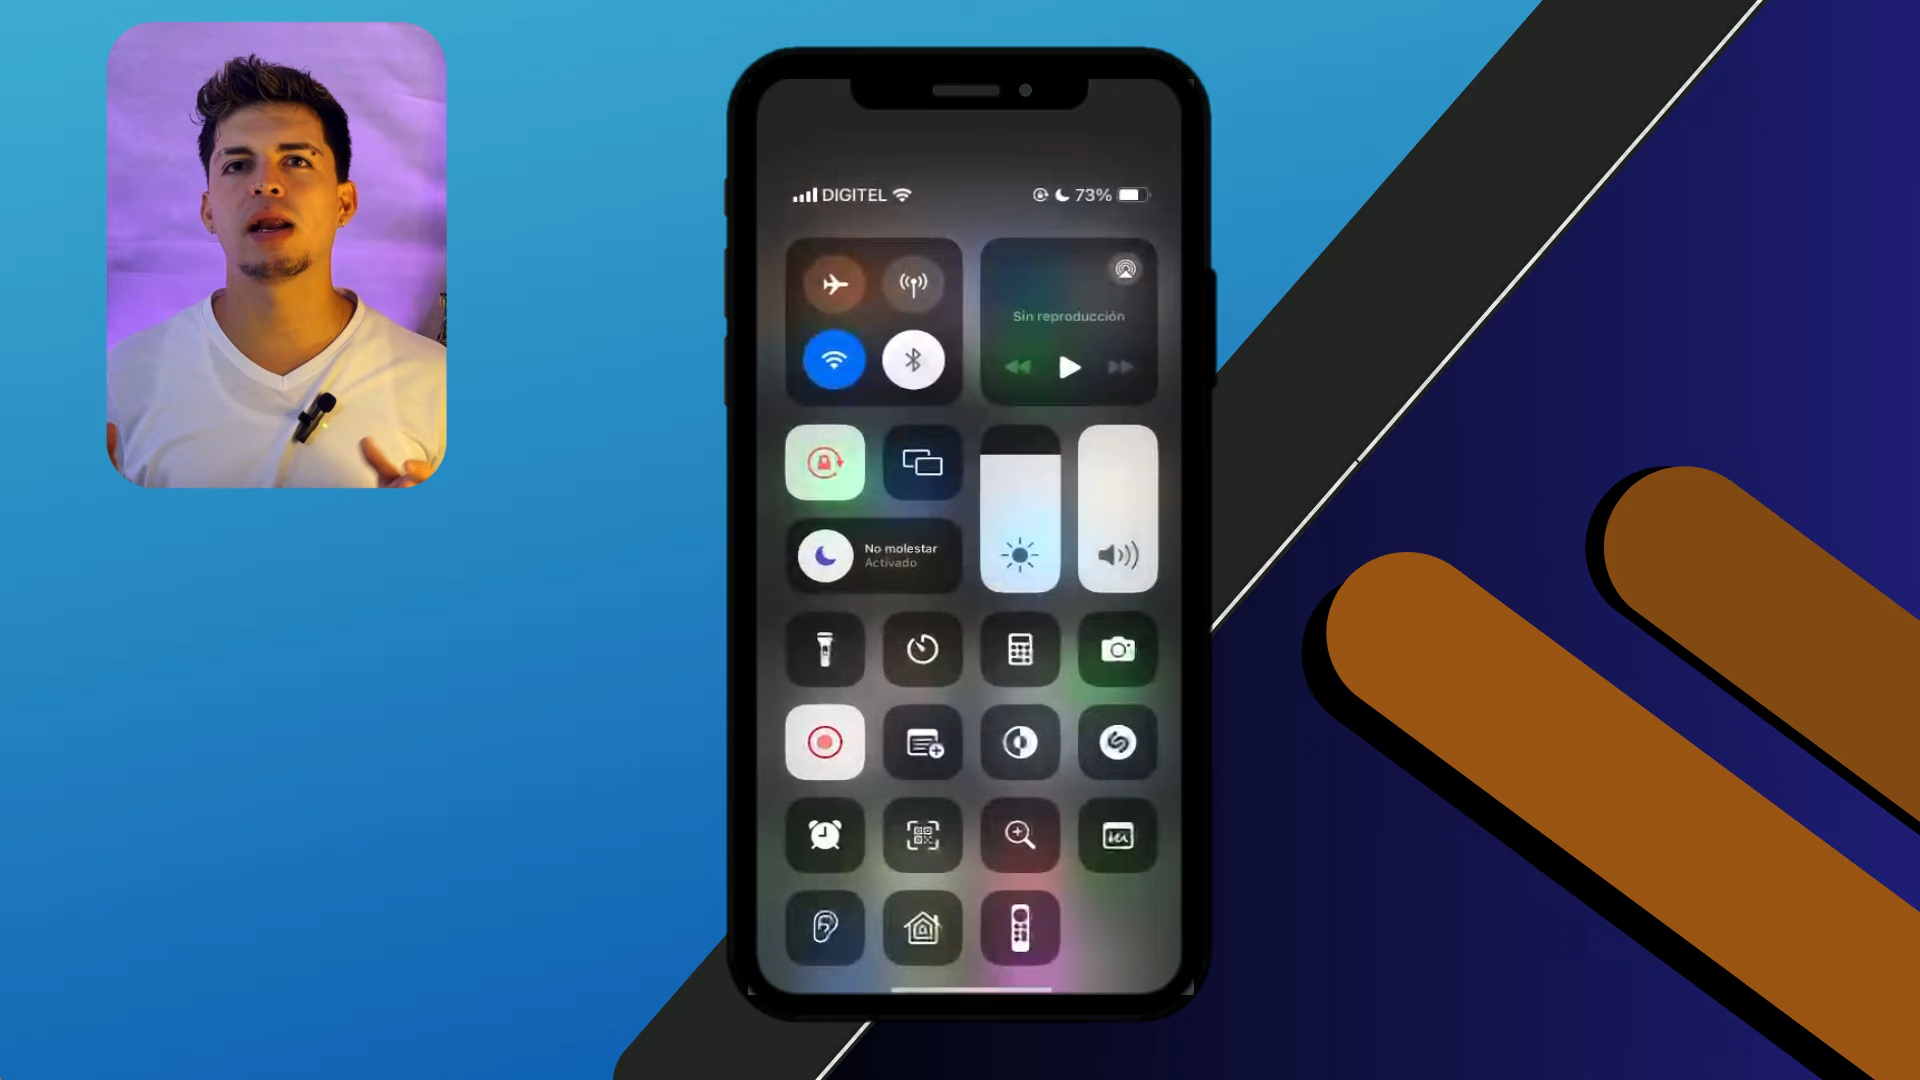 DIGITEL
73%
Sin reproducción
No molestar
Activado